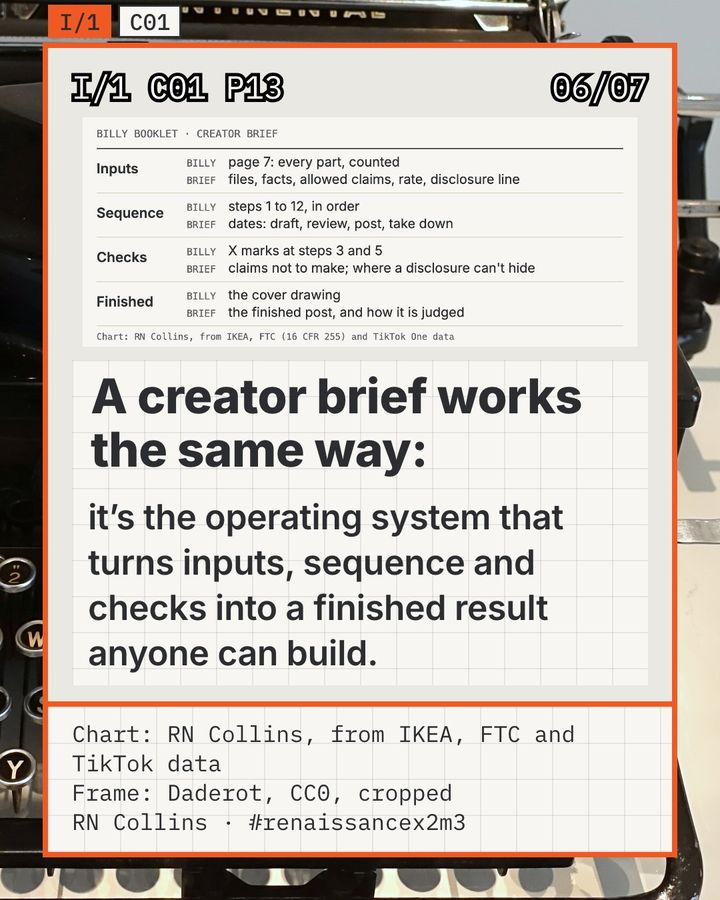 I/1 C01
I/1 C01 P13 06/07
BILLY BOOKLET · CREATOR BRIEF
Inputs BILLY page 7: every part, counted
BRIEF files, facts, allowed claims, rate, disclosure line
Sequence BILLY steps 1 to 12, in order
BRIEF dates: draft, review, post, take down
Checks BILLY X marks at steps 3 and 5
BRIEF claims not to make; where a disclosure can't hide
Finished BILLY the cover drawing
BRIEF the finished post, and how it is judged
Chart: RN Collins, from IKEA, FTC (16 CFR 255) and TikTok One data
A creator brief works
the same way:
it’s the operating system that
turns inputs, sequence and
checks into a finished result
anyone can build.
Chart: RN Collins, from IKEA, FTC and
TikTok data
Frame: Daderot, CC0, cropped
RN Collins · #renaissancex2m3
"
2
W
Y